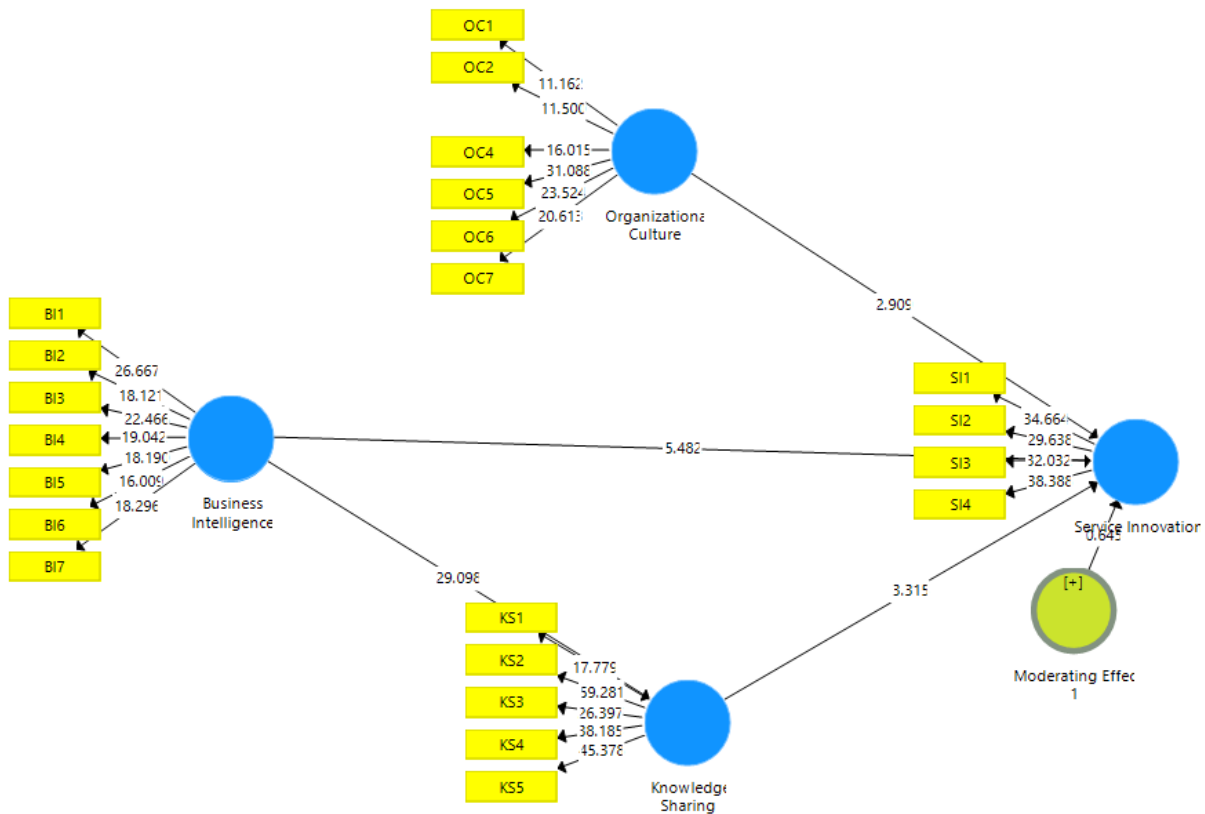 OC1
OC2
11.162
11.500
OC4
16.015
31.088
OC5
23.524
20.613
OC6
Organizationa
Culture
OC7
2.909
BI1
BI2
26.667
BI3
18.121
22.466
BI4
19.042
BI5
18.190
16.009
BI6
18.296
BI7
Business
Intelligence
5.482
SI1
34.664
SI2
29.638
SI3
32.032
38.388
SI4
Service Innovation
0.645
[+]
Moderating Effec
1
29.098
3.315
KS1
KS2
17.779
59.281
KS3
26.397
38.185
KS4
45.378
KS5
Knowledge
Sharing